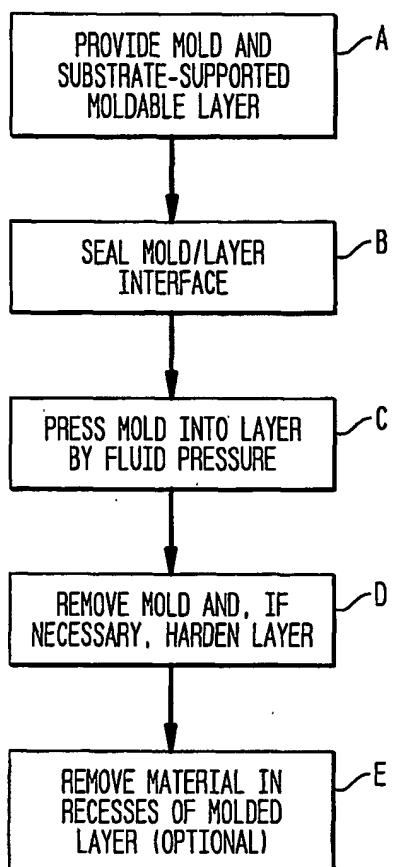 PROVIDE MOLD AND
SUBSTRATE-SUPPORTED
MOLDABLE LAYER
A
SEAL MOLD/LAYER
INTERFACE
B
PRESS MOLD INTO LAYER
BY FLUID PRESSURE
C
REMOVE MOLD AND, IF
NECESSARY, HARDEN LAYER
D
REMOVE MATERIAL IN
RECESSES OF MOLDED
LAYER (OPTIONAL)
E